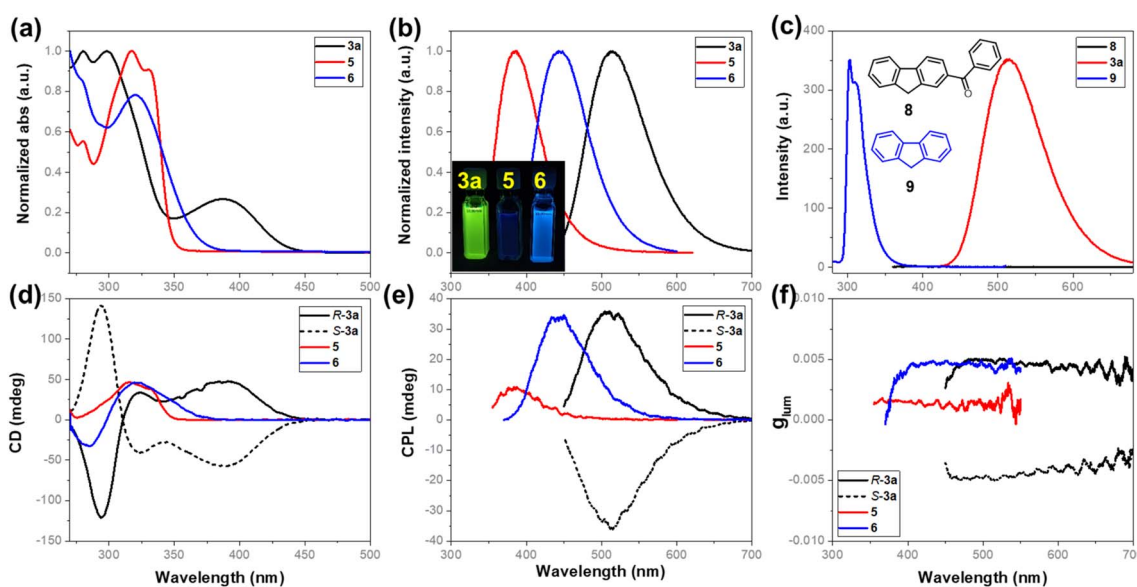 (a)
Normalized abs (a.u.)
1.0
0.8
0.6
0.4
0.2
0.0
3a
5
6
300 350 400 450 500
(b)
Normalized intensity (a.u.)
1.0
0.8
0.6
0.4
0.2
0.0
3a
5
6
3a 5 6
300 400 500 600 700
(c)
Intensity (a.u.)
400
300
200
100
0
8
3a
9
O
8
9
300 400 500 600
(d)
CD (mdeg)
150
100
50
0
-50
-100
-150
R-3a
S-3a
5
6
300 350 400 450 500
Wavelength (nm)
(e)
CPL (mdeg)
40
30
20
10
0
-10
-20
-30
-40
R-3a
S-3a
5
6
300 400 500 600 700
Wavelength (nm)
(f)
glum
0.010
0.005
0.000
-0.005
-0.010
R-3a
S-3a
5
6
300 400 500 600 700
Wavelength (nm)